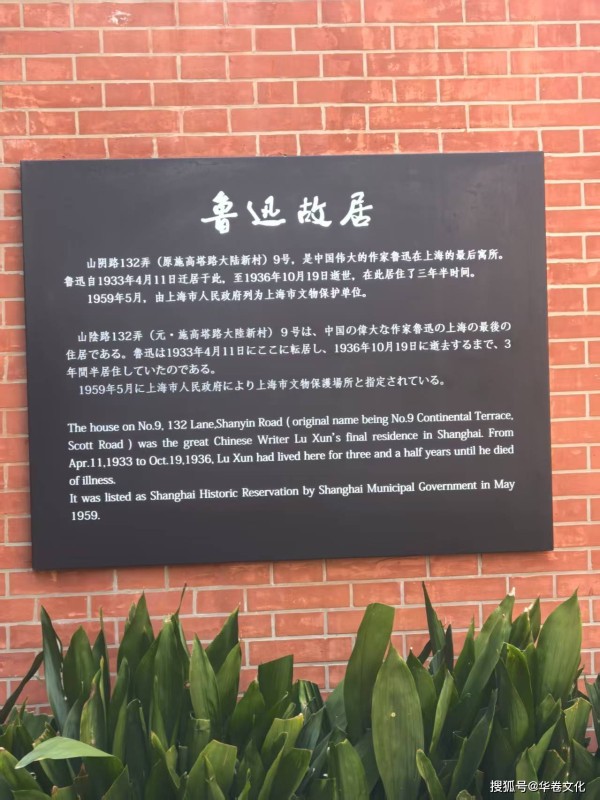 鲁迅故居
山阴路132弄（原施高塔路大陆新村）9号，是中国伟大的作家鲁迅在上海的最后寓所。
鲁迅自1933年4月11日迁居于此，至1936年10月19日逝世，在此居住了三年半时间。
1959年5月，由上海市人民政府列为上海市文物保护单位。
山陰路132弄（元・施高塔路大陸新村）９号は、中国の偉大な作家鲁迅の上海の最後の
住居である。鲁迅は1933年4月11日にここに転居し、1936年10月19日に逝去するまで、3
年間半居住していたのである。
1959年5月に上海市人民政府により上海市文物保護場所と指定されている。
The house on No.9, 132 Lane,Shanyin Road ( original name being No.9 Continental Terrace,
Scott Road ) was the great Chinese Writer Lu Xun's final residence in Shanghai. From
Apr.11,1933 to Oct.19,1936, Lu Xun had lived here for three and a half years until he died
of illness.
It was listed as Shanghai Historic Reservation by Shanghai Municipal Government in May
1959.
搜狐号@华卷文化